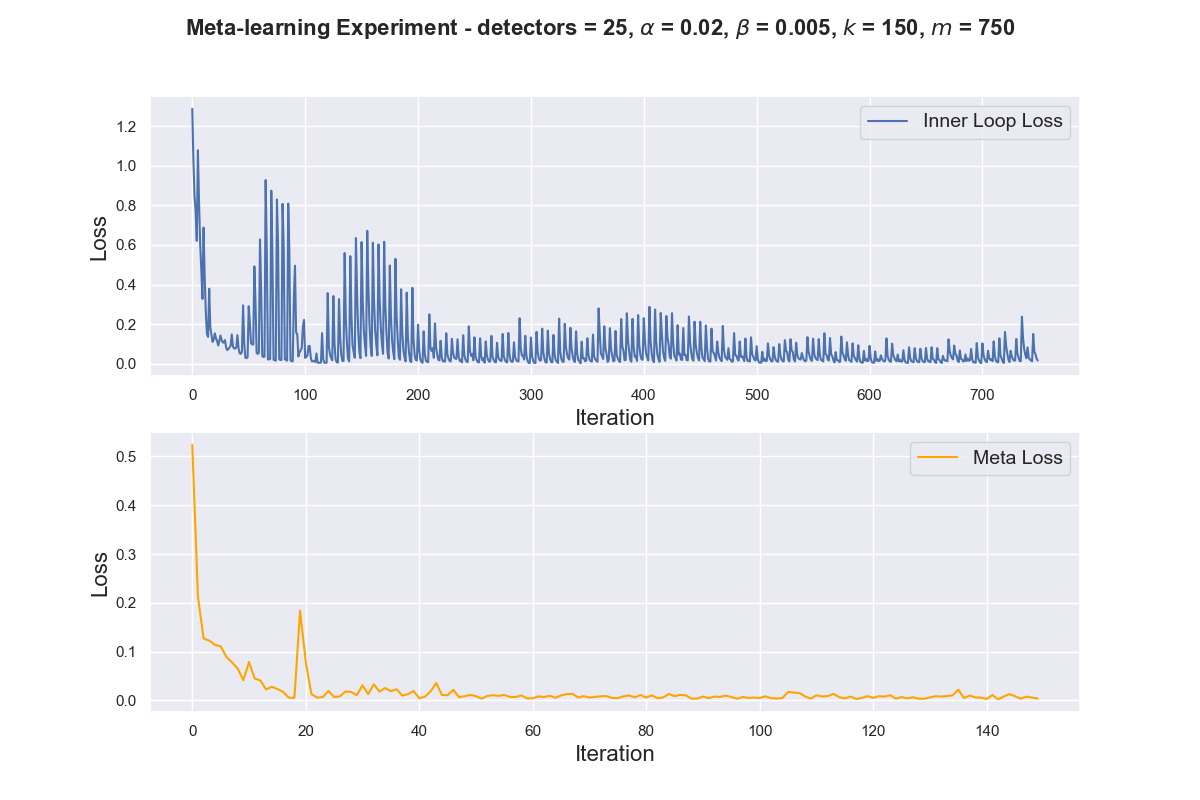 Meta-learning Experiment - detectors = 25, α = 0.02, β = 0.005, k = 150, m = 750
Inner Loop Loss
Loss
1.2
1.0
0.8
0.6
0.4
0.2
0.0
0 100 200 300 400 500 600 700
Iteration
Meta Loss
Loss
0.5
0.4
0.3
0.2
0.1
0.0
0 20 40 60 80 100 120 140
Iteration